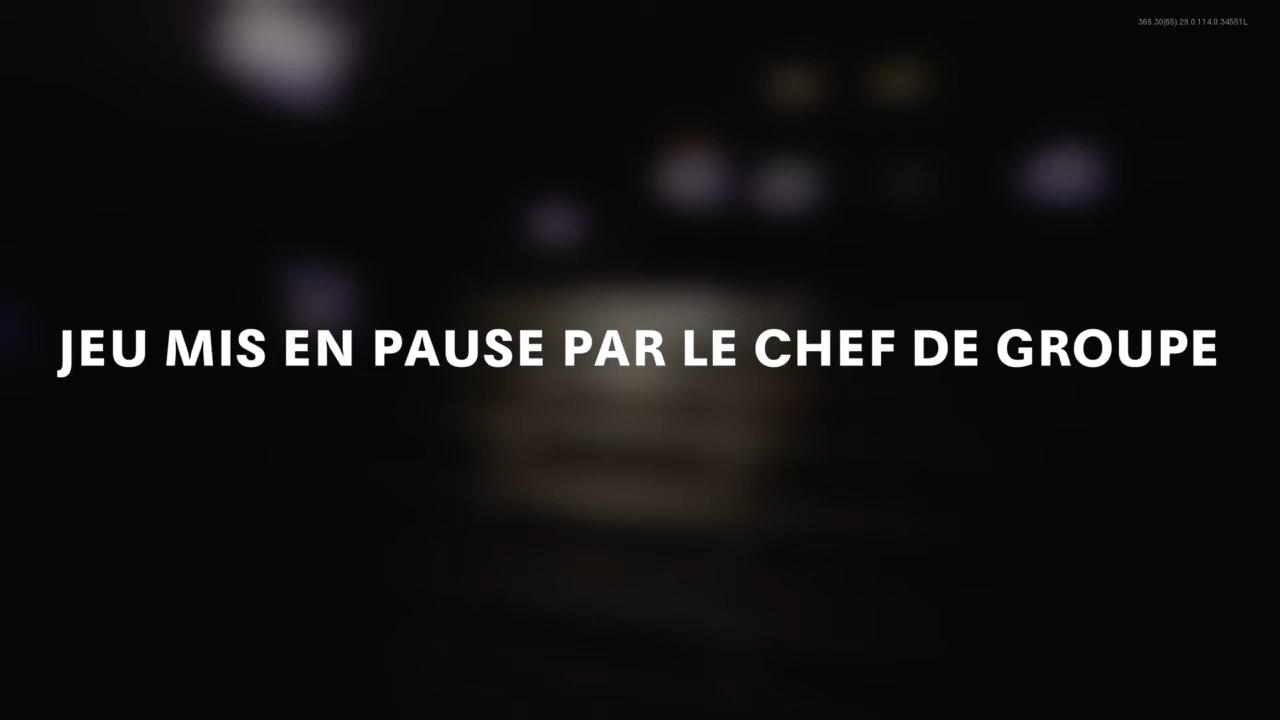 366.30(65).29.0.114.0.34551L
JEU MIS EN PAUSE PAR LE CHEF DE GROUPE